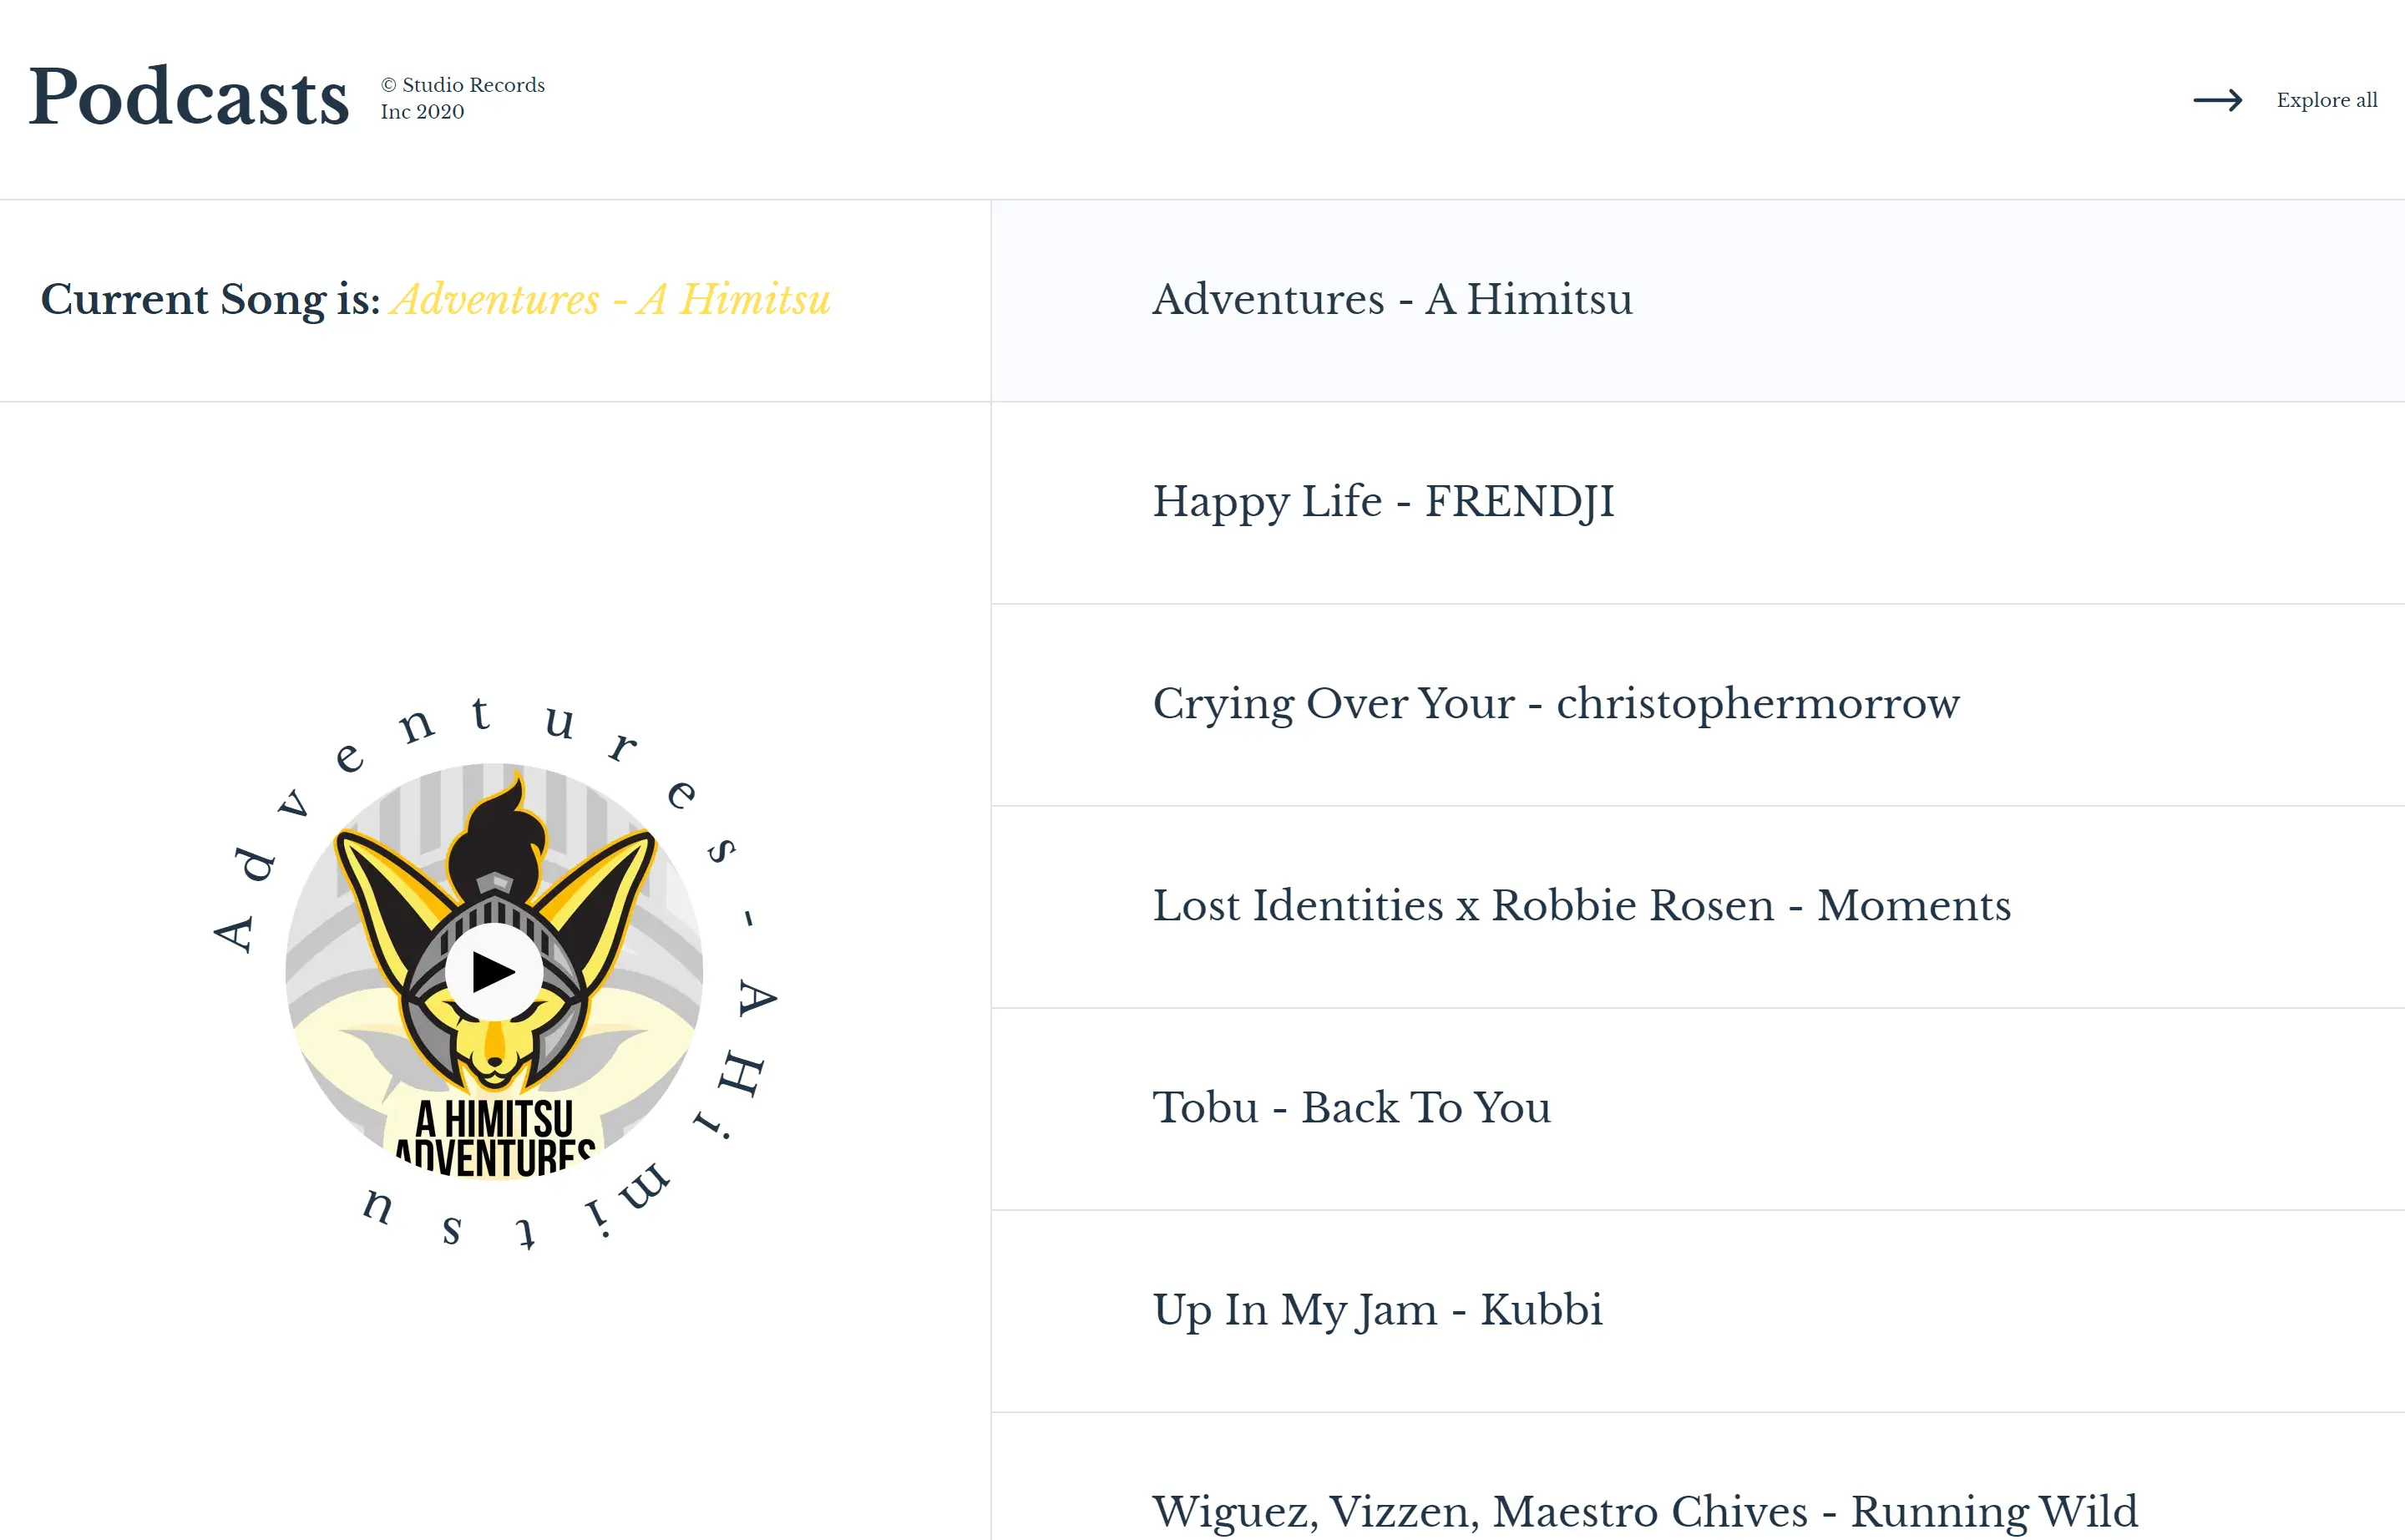 Podcasts
© Studio Records
Inc 2020
Explore all
Current Song is: Adventures - A Himitsu
Adventures - A Himitsu
A HIMITSU
ADVENTURES
Adventures - A Himitsu
Happy Life - FRENDJI
Crying Over Your - christophermorrow
Lost Identities x Robbie Rosen - Moments
Tobu - Back To You
Up In My Jam - Kubbi
Wiguez, Vizzen, Maestro Chives - Running Wild